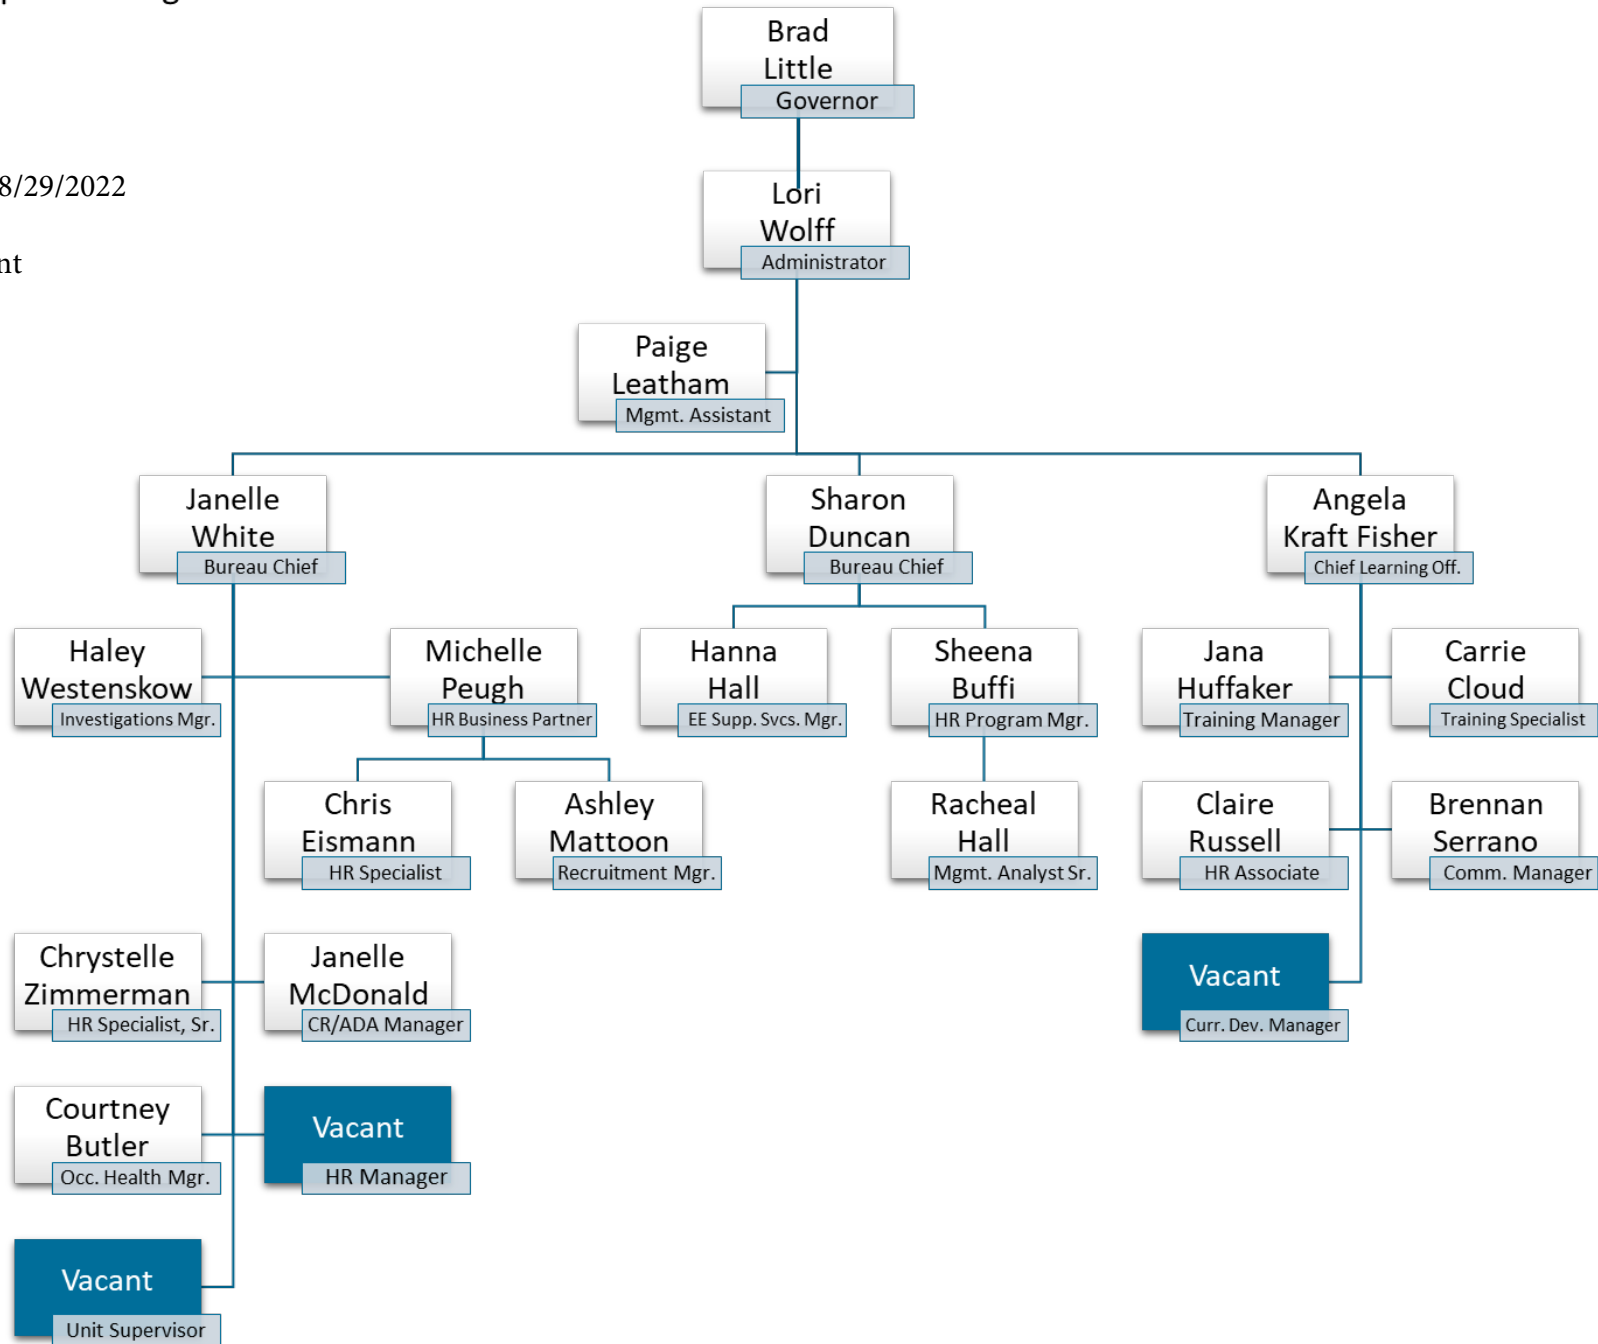 Brad
Little
Governor
8/29/2022
Lori
Wolff
Administrator
nt
Paige
Leatham
Mgmt. Assistant
Janelle
White
Bureau Chief
Sharon
Duncan
Bureau Chief
Angela
Kraft Fisher
Chief Learning Off.
Haley
Westenskow
Investigations Mgr.
Michelle
Peugh
HR Business Partner
Hanna
Hall
EE Supp. Svcs. Mgr.
Sheena
Buffi
HR Program Mgr.
Jana
Huffaker
Training Manager
Carrie
Cloud
Training Specialist
Chris
Eismann
HR Specialist
Ashley
Mattoon
Recruitment Mgr.
Racheal
Hall
Mgmt. Analyst Sr.
Claire
Russell
HR Associate
Brennan
Serrano
Comm. Manager
Chrystelle
Zimmerman
HR Specialist, Sr.
Janelle
McDonald
CR/ADA Manager
Vacant
Curr. Dev. Manager
Courtney
Butler
Occ. Health Mgr.
Vacant
HR Manager
Vacant
Unit Supervisor